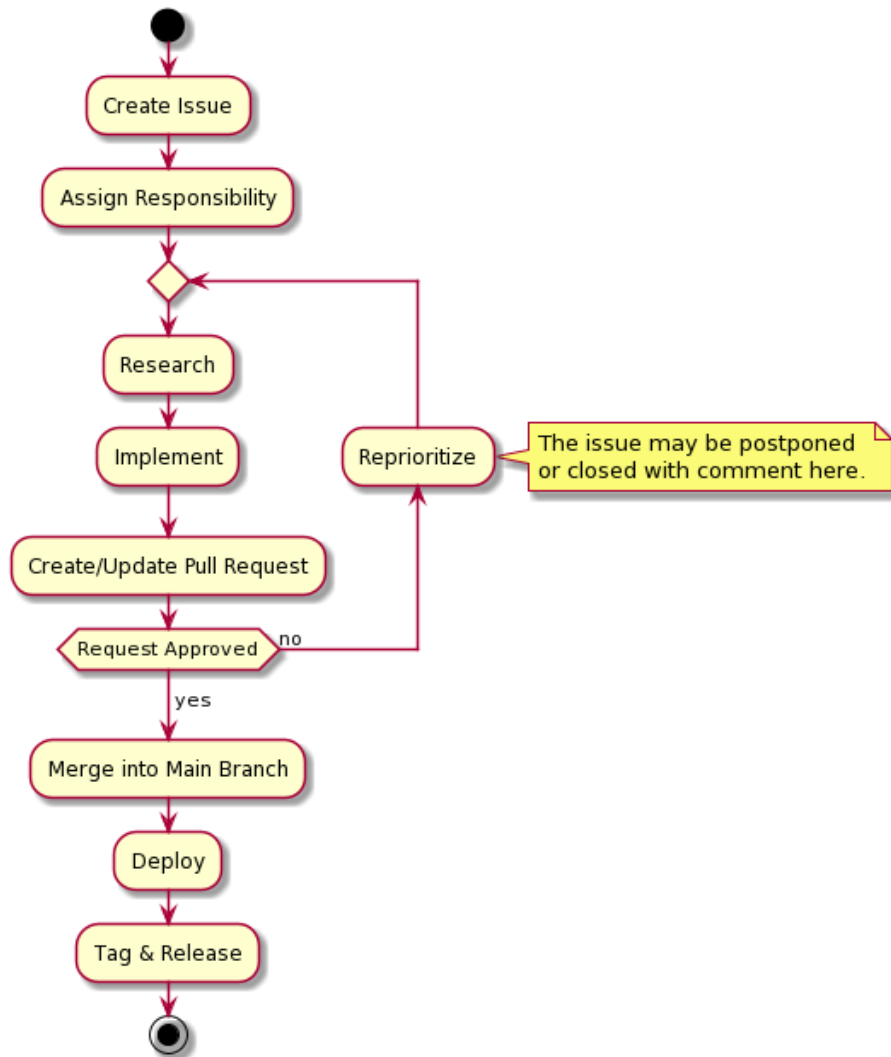 Create Issue
Assign Responsibility
Research
Implement
Reprioritize
The issue may be postponed
or closed with comment here.
Create/Update Pull Request
Request Approved
no
yes
Merge into Main Branch
Deploy
Tag & Release